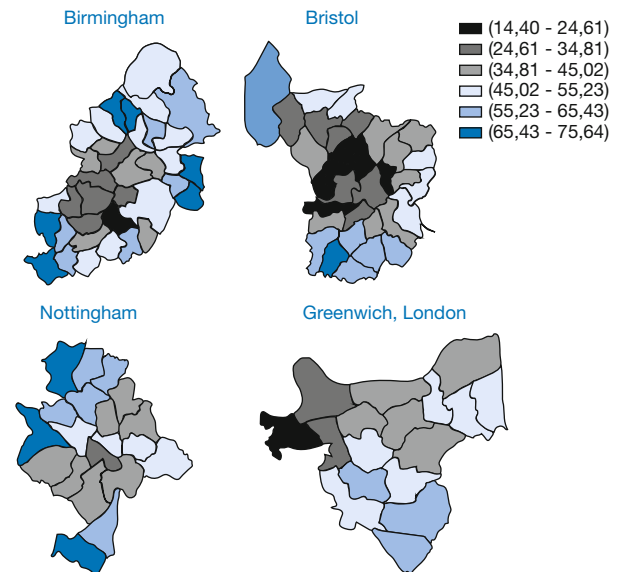 Birmingham
Bristol
(14,40 - 24,61)
(24,61 - 34,81)
(34,81 - 45,02)
(45,02 - 55,23)
(55,23 - 65,43)
(65,43 - 75,64)
Nottingham
Greenwich, London